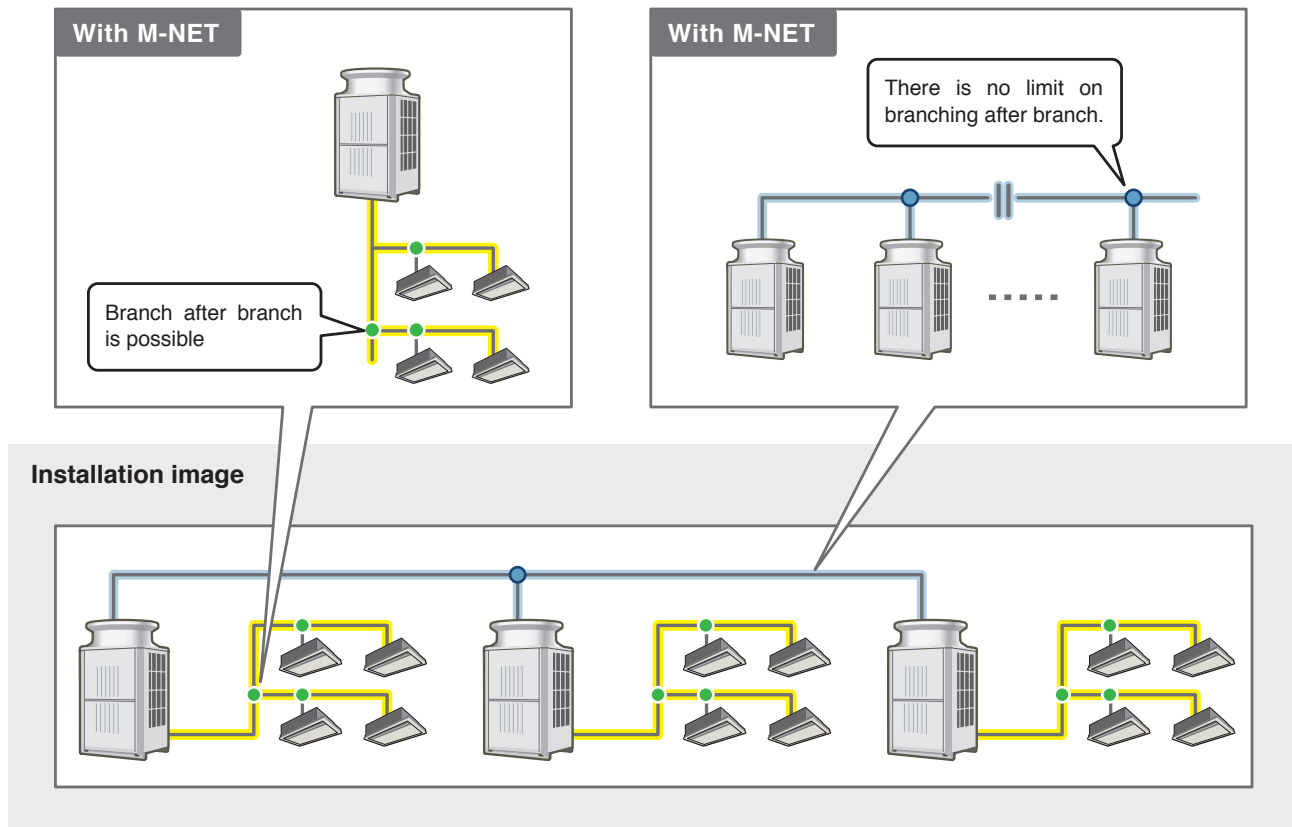 With M-NET
Branch after branch
is possible
With M-NET
There is no limit on
branching after branch.
Installation image